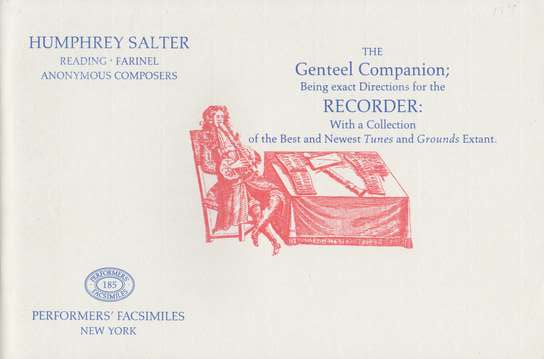 HUMPHREY SALTER
READING · FARINEL
ANONYMOUS COMPOSERS
THE
Genteel Companion;
Being exact Directions for the
RECORDER:
With a Collection
of the Best and Newest Tunes and Grounds Extant.
PERFORMERS'
185
FACSIMILES
PERFORMERS' FACSIMILES
NEW YORK